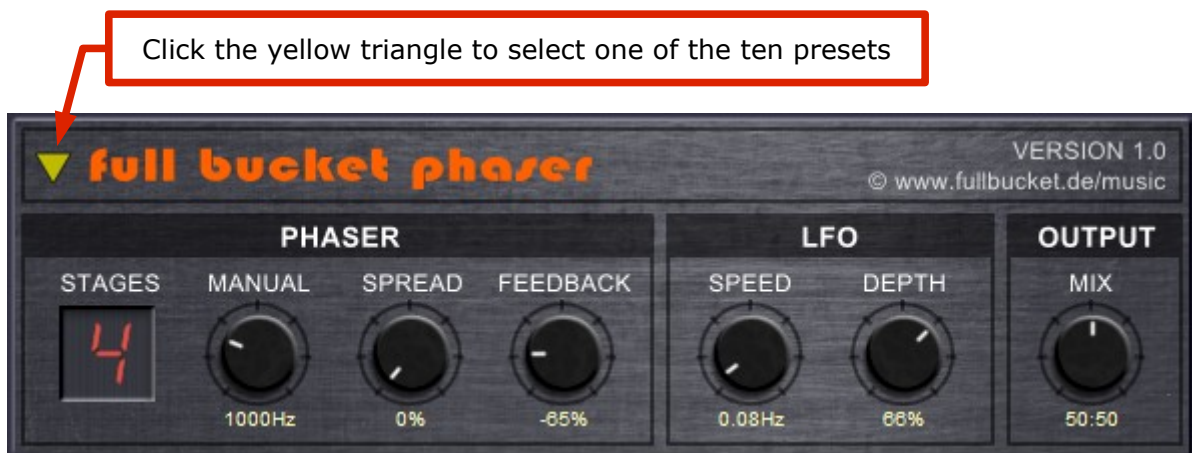 Click the yellow triangle to select one of the ten presets
full bucket phaser
VERSION 1.0
© www.fullbucket.de/music
PHASER
LFO
OUTPUT
STAGES MANUAL SPREAD FEEDBACK
SPEED DEPTH
MIX
4
1000Hz 0% -65%
0.08Hz 66%
50:50